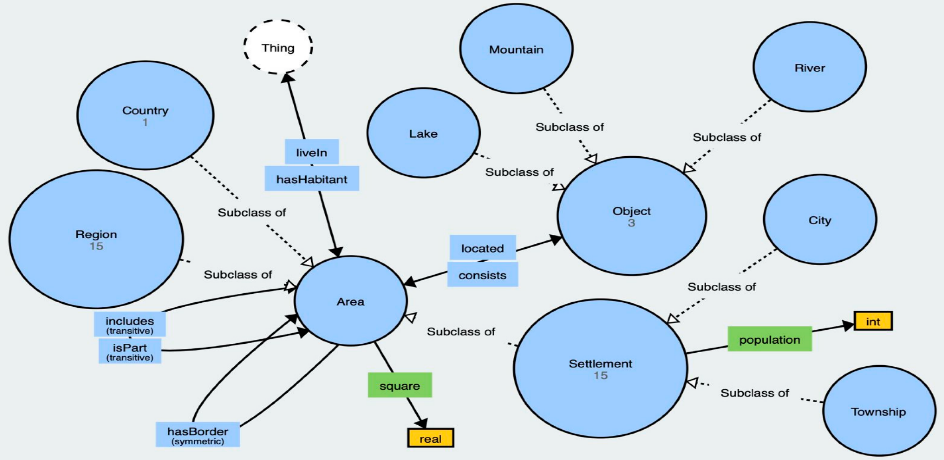 Thing
Mountain
River
Country
1
Lake
Subclass of
Subclass of
liveIn
hasHabitant
Subclass of
Subclass of
Object
3
City
Region
15
located
consists
Subclass of
Subclass of
Area
includes
(transitive)
isPart
(transitive)
Subclass of
int
population
Settlement
15
square
Subclass of
Township
hasBorder
(symmetric)
real